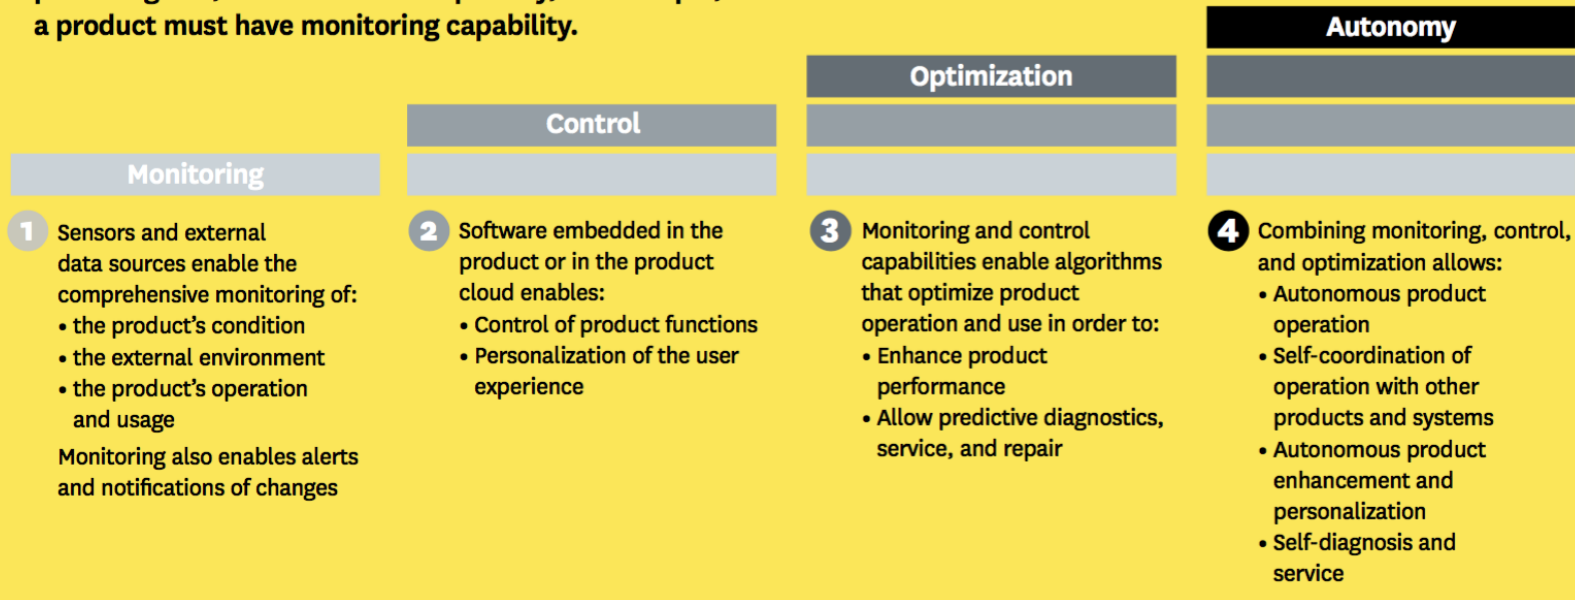 a product must have monitoring capability.
Monitoring
1 Sensors and external
data sources enable the
comprehensive monitoring of:
• the product’s condition
• the external environment
• the product’s operation
and usage
Monitoring also enables alerts
and notifications of changes
Control
2 Software embedded in the
product or in the product
cloud enables:
• Control of product functions
• Personalization of the user
experience
Optimization
3 Monitoring and control
capabilities enable algorithms
that optimize product
operation and use in order to:
• Enhance product
performance
• Allow predictive diagnostics,
service, and repair
Autonomy
4 Combining monitoring, control,
and optimization allows:
• Autonomous product
operation
• Self-coordination of
operation with other
products and systems
• Autonomous product
enhancement and
personalization
• Self-diagnosis and
service